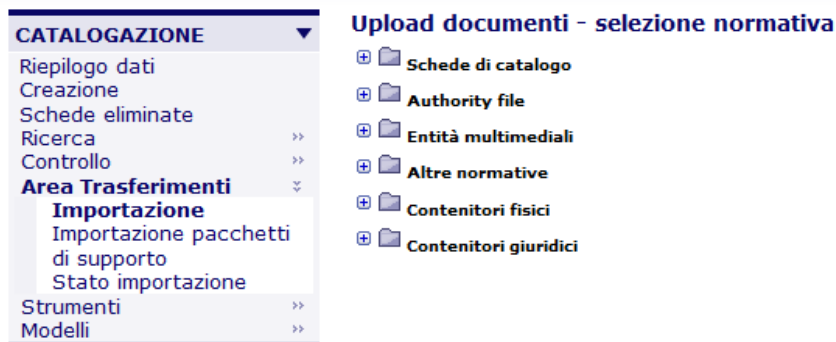 CATALOGAZIONE
Riepilogo dati
Creazione
Schede eliminate
Ricerca
Controllo
Area Trasferimenti
Importazione
Importazione pacchetti
di supporto
Stato importazione
Strumenti
Modelli
Upload documenti - selezione normativa
Schede di catalogo
Authority file
Entità multimediali
Altre normative
Contenitori fisici
Contenitori giuridici